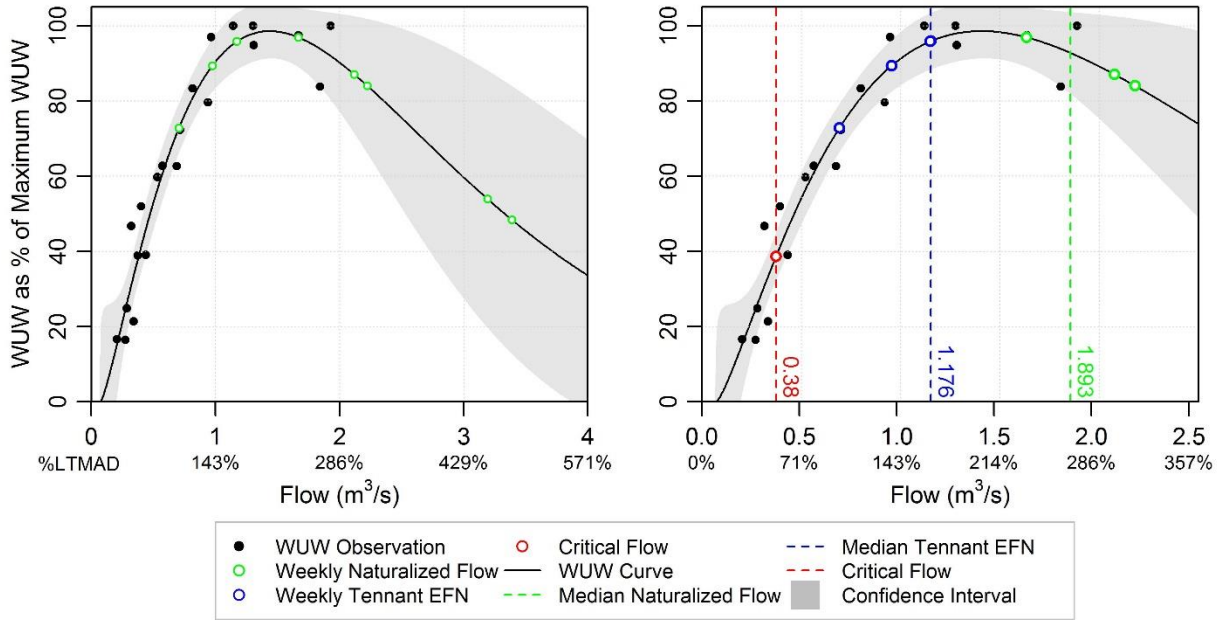 WUW as % of Maximum WUW
100
80
60
40
20
0
0 1 2 3 4
%LTMAD 143% 286% 429% 571%
Flow (m³/s)
100
80
60
40
20
0
0.38
1.176
1.893
0.0 0.5 1.0 1.5 2.0 2.5
0% 71% 143% 214% 286% 357%
Flow (m³/s)
WUW Observation Critical Flow Median Tennant EFN
Weekly Naturalized Flow WUW Curve Critical Flow
Weekly Tennant EFN Median Naturalized Flow Confidence Interval